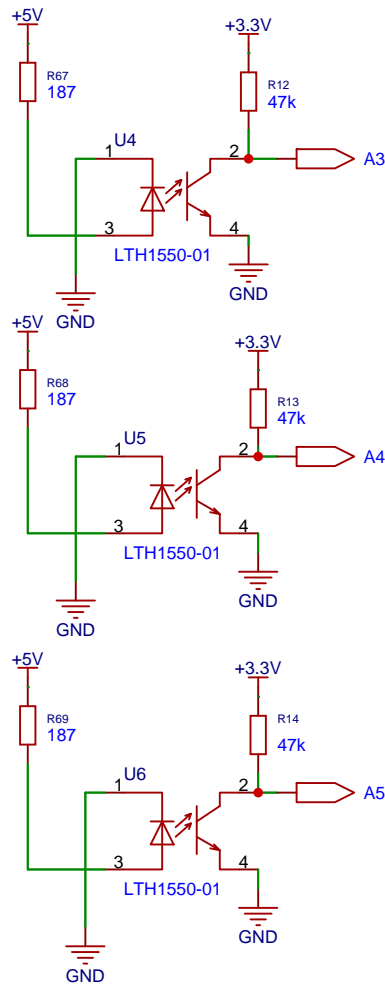 +5V
R67
187
+3.3V
R12
47k
U4
1
2
A3
3
4
LTH1550-01
GND
GND
+5V
R68
187
+3.3V
R13
47k
U5
1
2
A4
3
4
LTH1550-01
GND
GND
+5V
R69
187
+3.3V
R14
47k
U6
1
2
A5
3
4
LTH1550-01
GND
GND